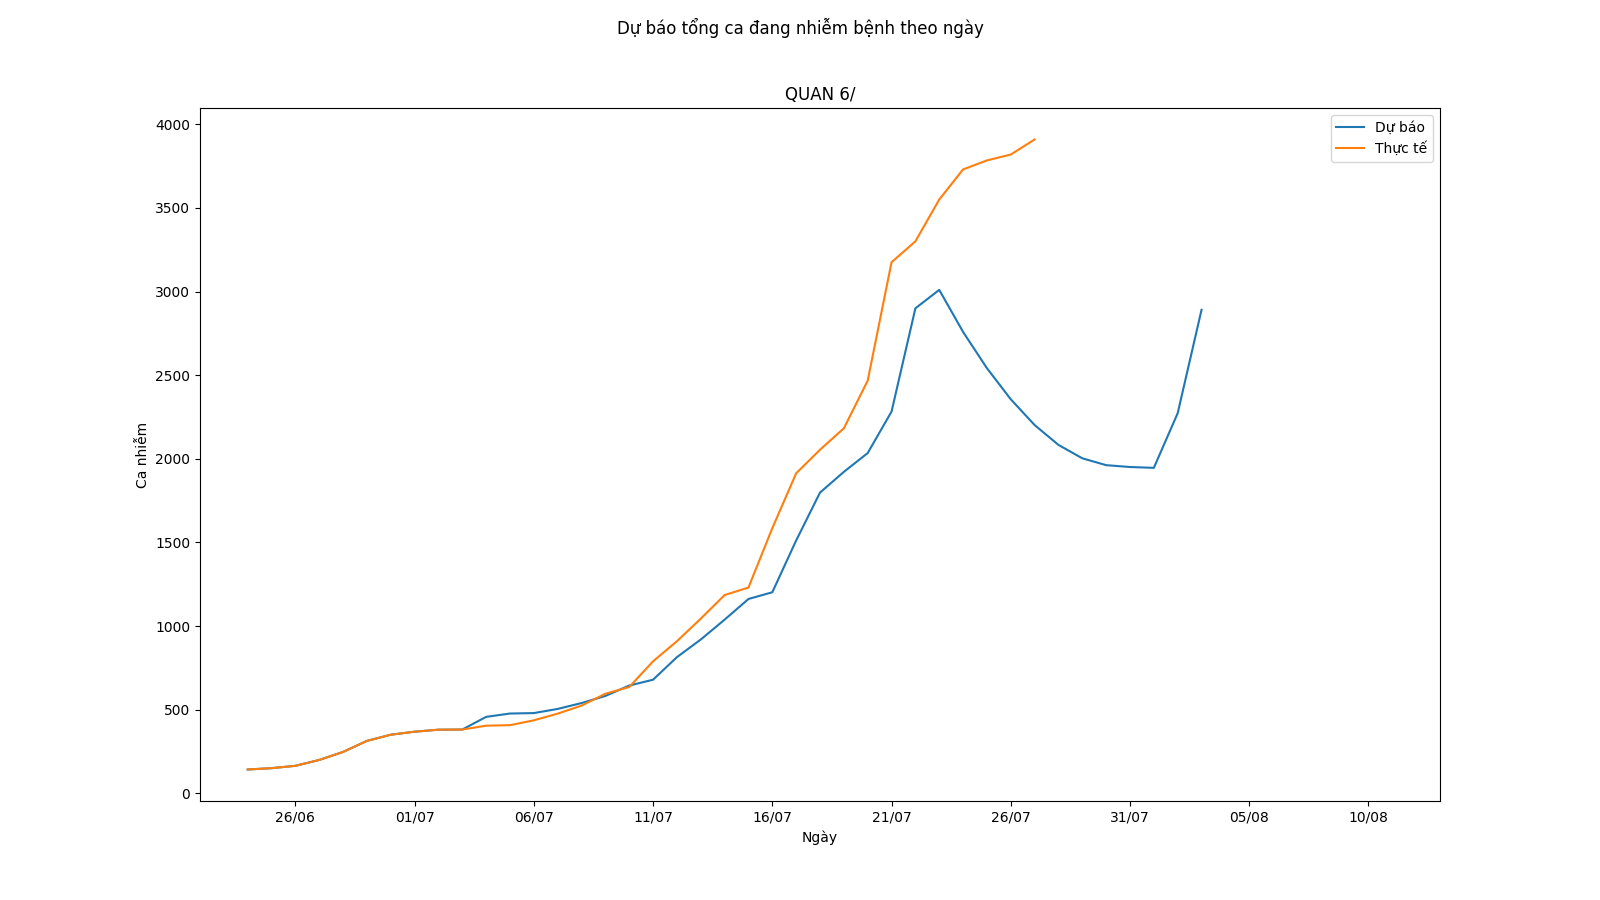 Dự báo tổng ca đang nhiễm bệnh theo ngày
QUAN 6/
Dự báo
Thực tế
4000
3500
3000
2500
2000
1500
1000
500
0
Ca nhiễm
26/06 01/07 06/07 11/07 16/07 21/07 26/07 31/07 05/08 10/08
Ngày